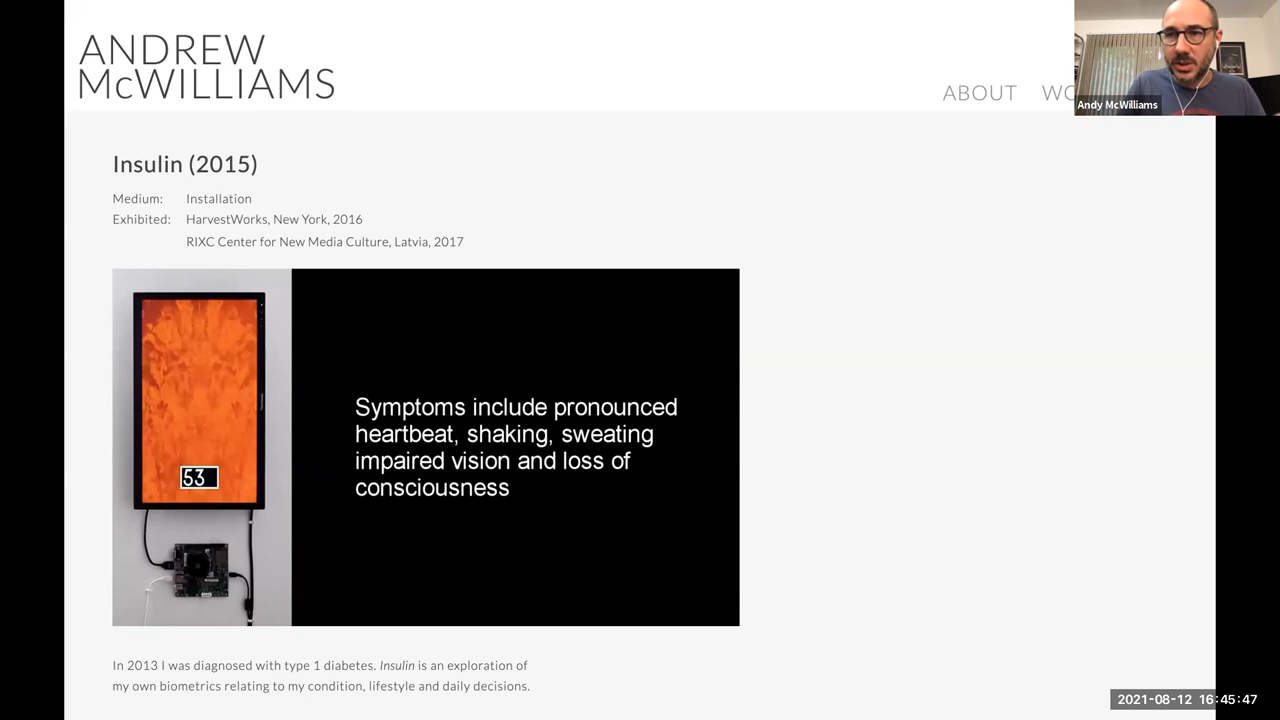 ANDREW
McWILLIAMS
ABOUT
Andy McWilliams
Insulin (2015)
Medium: Installation
Exhibited: HarvestWorks, New York, 2016
RIXC Center for New Media Culture, Latvia, 2017
53
Symptoms include pronounced
heartbeat, shaking, sweating
impaired vision and loss of
consciousness
In 2013 I was diagnosed with type 1 diabetes. Insulin is an exploration of
my own biometrics relating to my condition, lifestyle and daily decisions.
2021-08-12 16:45:47